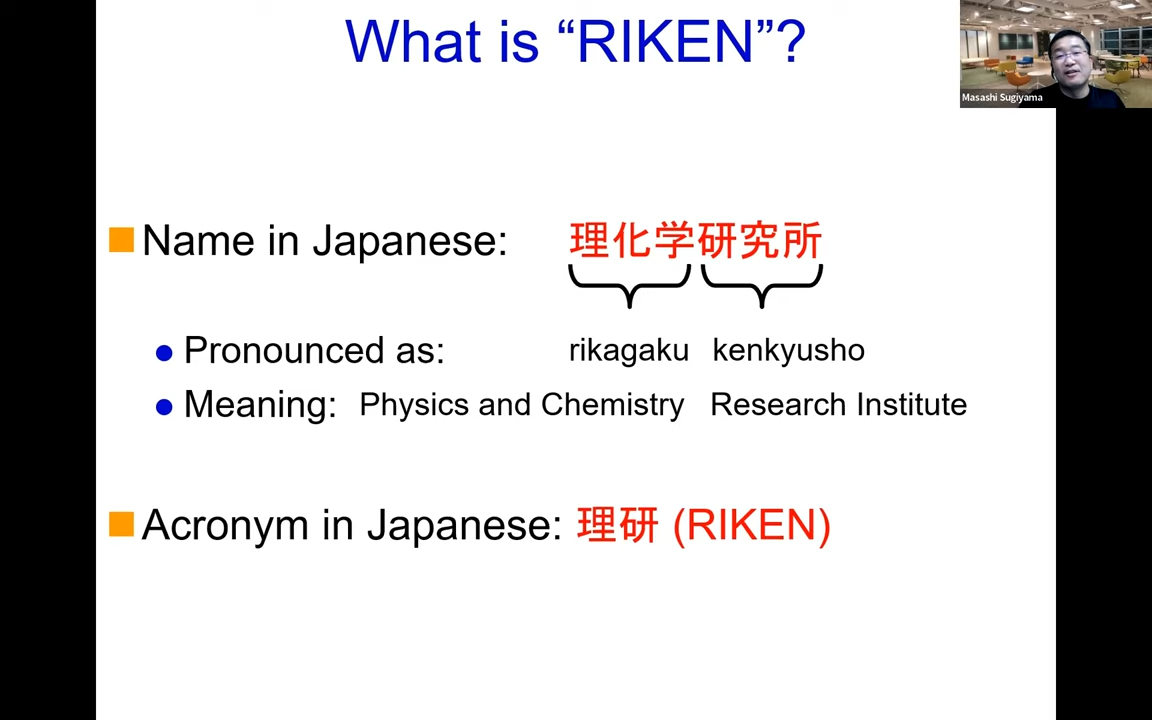 What is “RIKEN”?
Masashi Sugiyama
Name in Japanese: 理化学研究所
Pronounced as: rikagaku kenkyusho
Meaning: Physics and Chemistry Research Institute
Acronym in Japanese: 理研 (RIKEN)